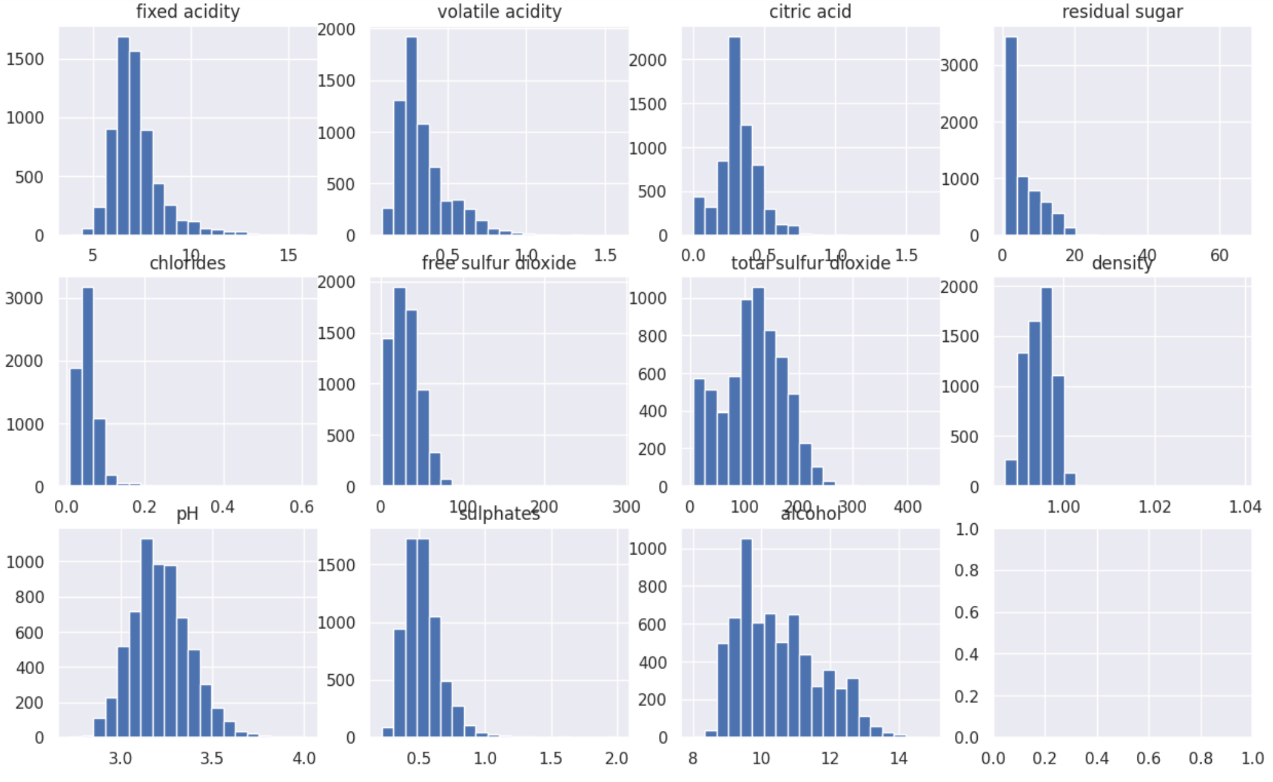 fixed acidity
1500
1000
500
0
5 10 15
volatile acidity
2000
1500
1000
500
0
0.5 1.0 1.5
citric acid
2000
1500
1000
500
0
0.0 0.5 1.0 1.5
residual sugar
3000
2000
1000
0
0 20 40 60
chlorides
3000
2000
1000
0
0.0 0.2 0.4 0.6
free sulfur dioxide
2000
1500
1000
500
0
0 100 200 300
total sulfur dioxide
1000
800
600
400
200
0
0 100 200 300 400
density
2000
1500
1000
500
0
1.00 1.02 1.04
pH
1000
800
600
400
200
0
3.0 3.5 4.0
sulphates
1500
1000
500
0
0.5 1.0 1.5 2.0
alcohol
1000
800
600
400
200
0
8 10 12 14
1.0
0.8
0.6
0.4
0.2
0.0
0.0 0.2 0.4 0.6 0.8 1.0